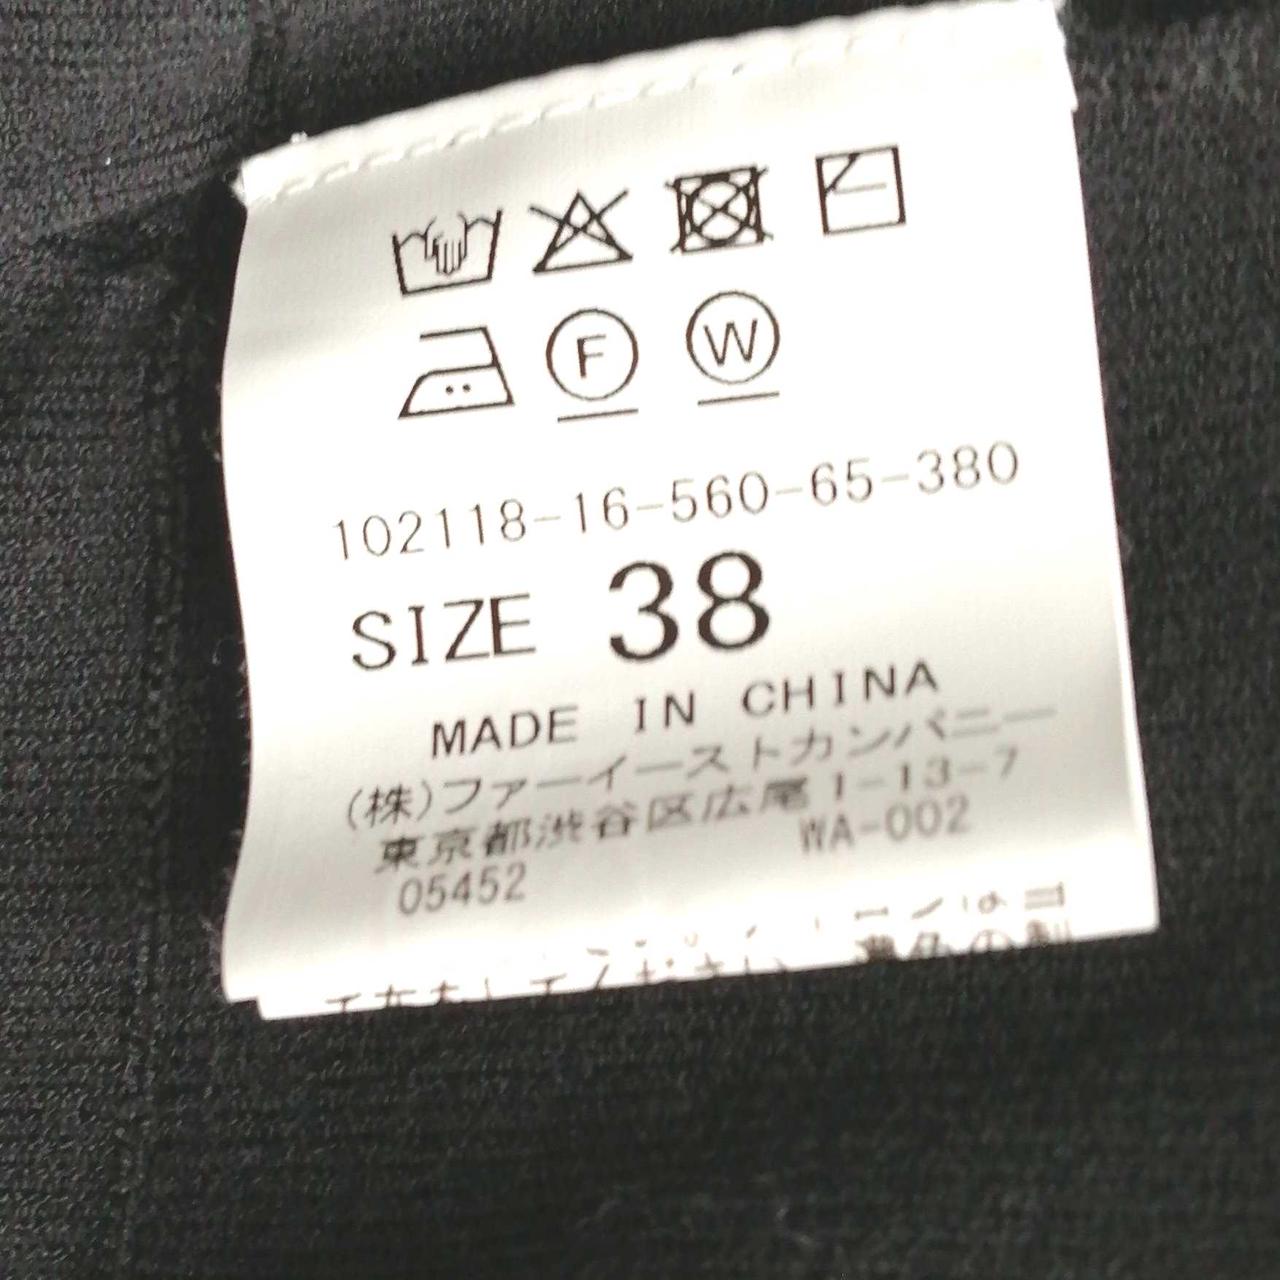 F W
102118-16-560-65-380
SIZE 38
MADE IN CHINA
(株)ファーイーストカンパニー
東京都渋谷区広尾1-13-7
05452 WA-002